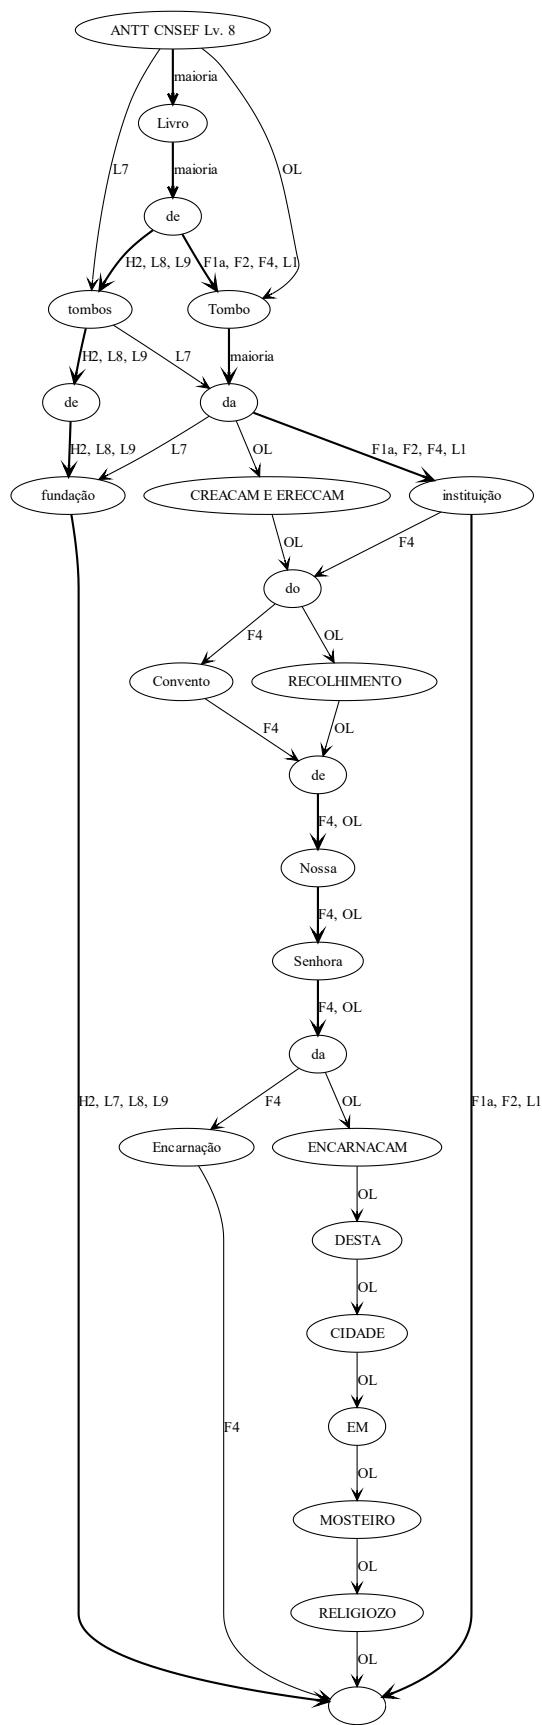 ANTT CNSEF Lv. 8
maioria
Livro
L7
maioria
OL
de
H2, L8, L9
F1a, F2, F4, L1
tombos
Tombo
H2, L8, L9
L7
maioria
de
da
H2, L8, L9
L7
OL
F1a, F2, F4, L1
fundação
CREACAM E ERECCAM
instituição
OL
F4
do
F4
OL
Convento
RECOLHIMENTO
F4
OL
de
F4, OL
Nossa
F4, OL
Senhora
F4, OL
da
H2, L7, L8, L9
F4
OL
F1a, F2, L1
Encarnação
ENCARNACAM
OL
DESTA
OL
CIDADE
OL
EM
F4
OL
MOSTEIRO
OL
RELIGIOZO
OL